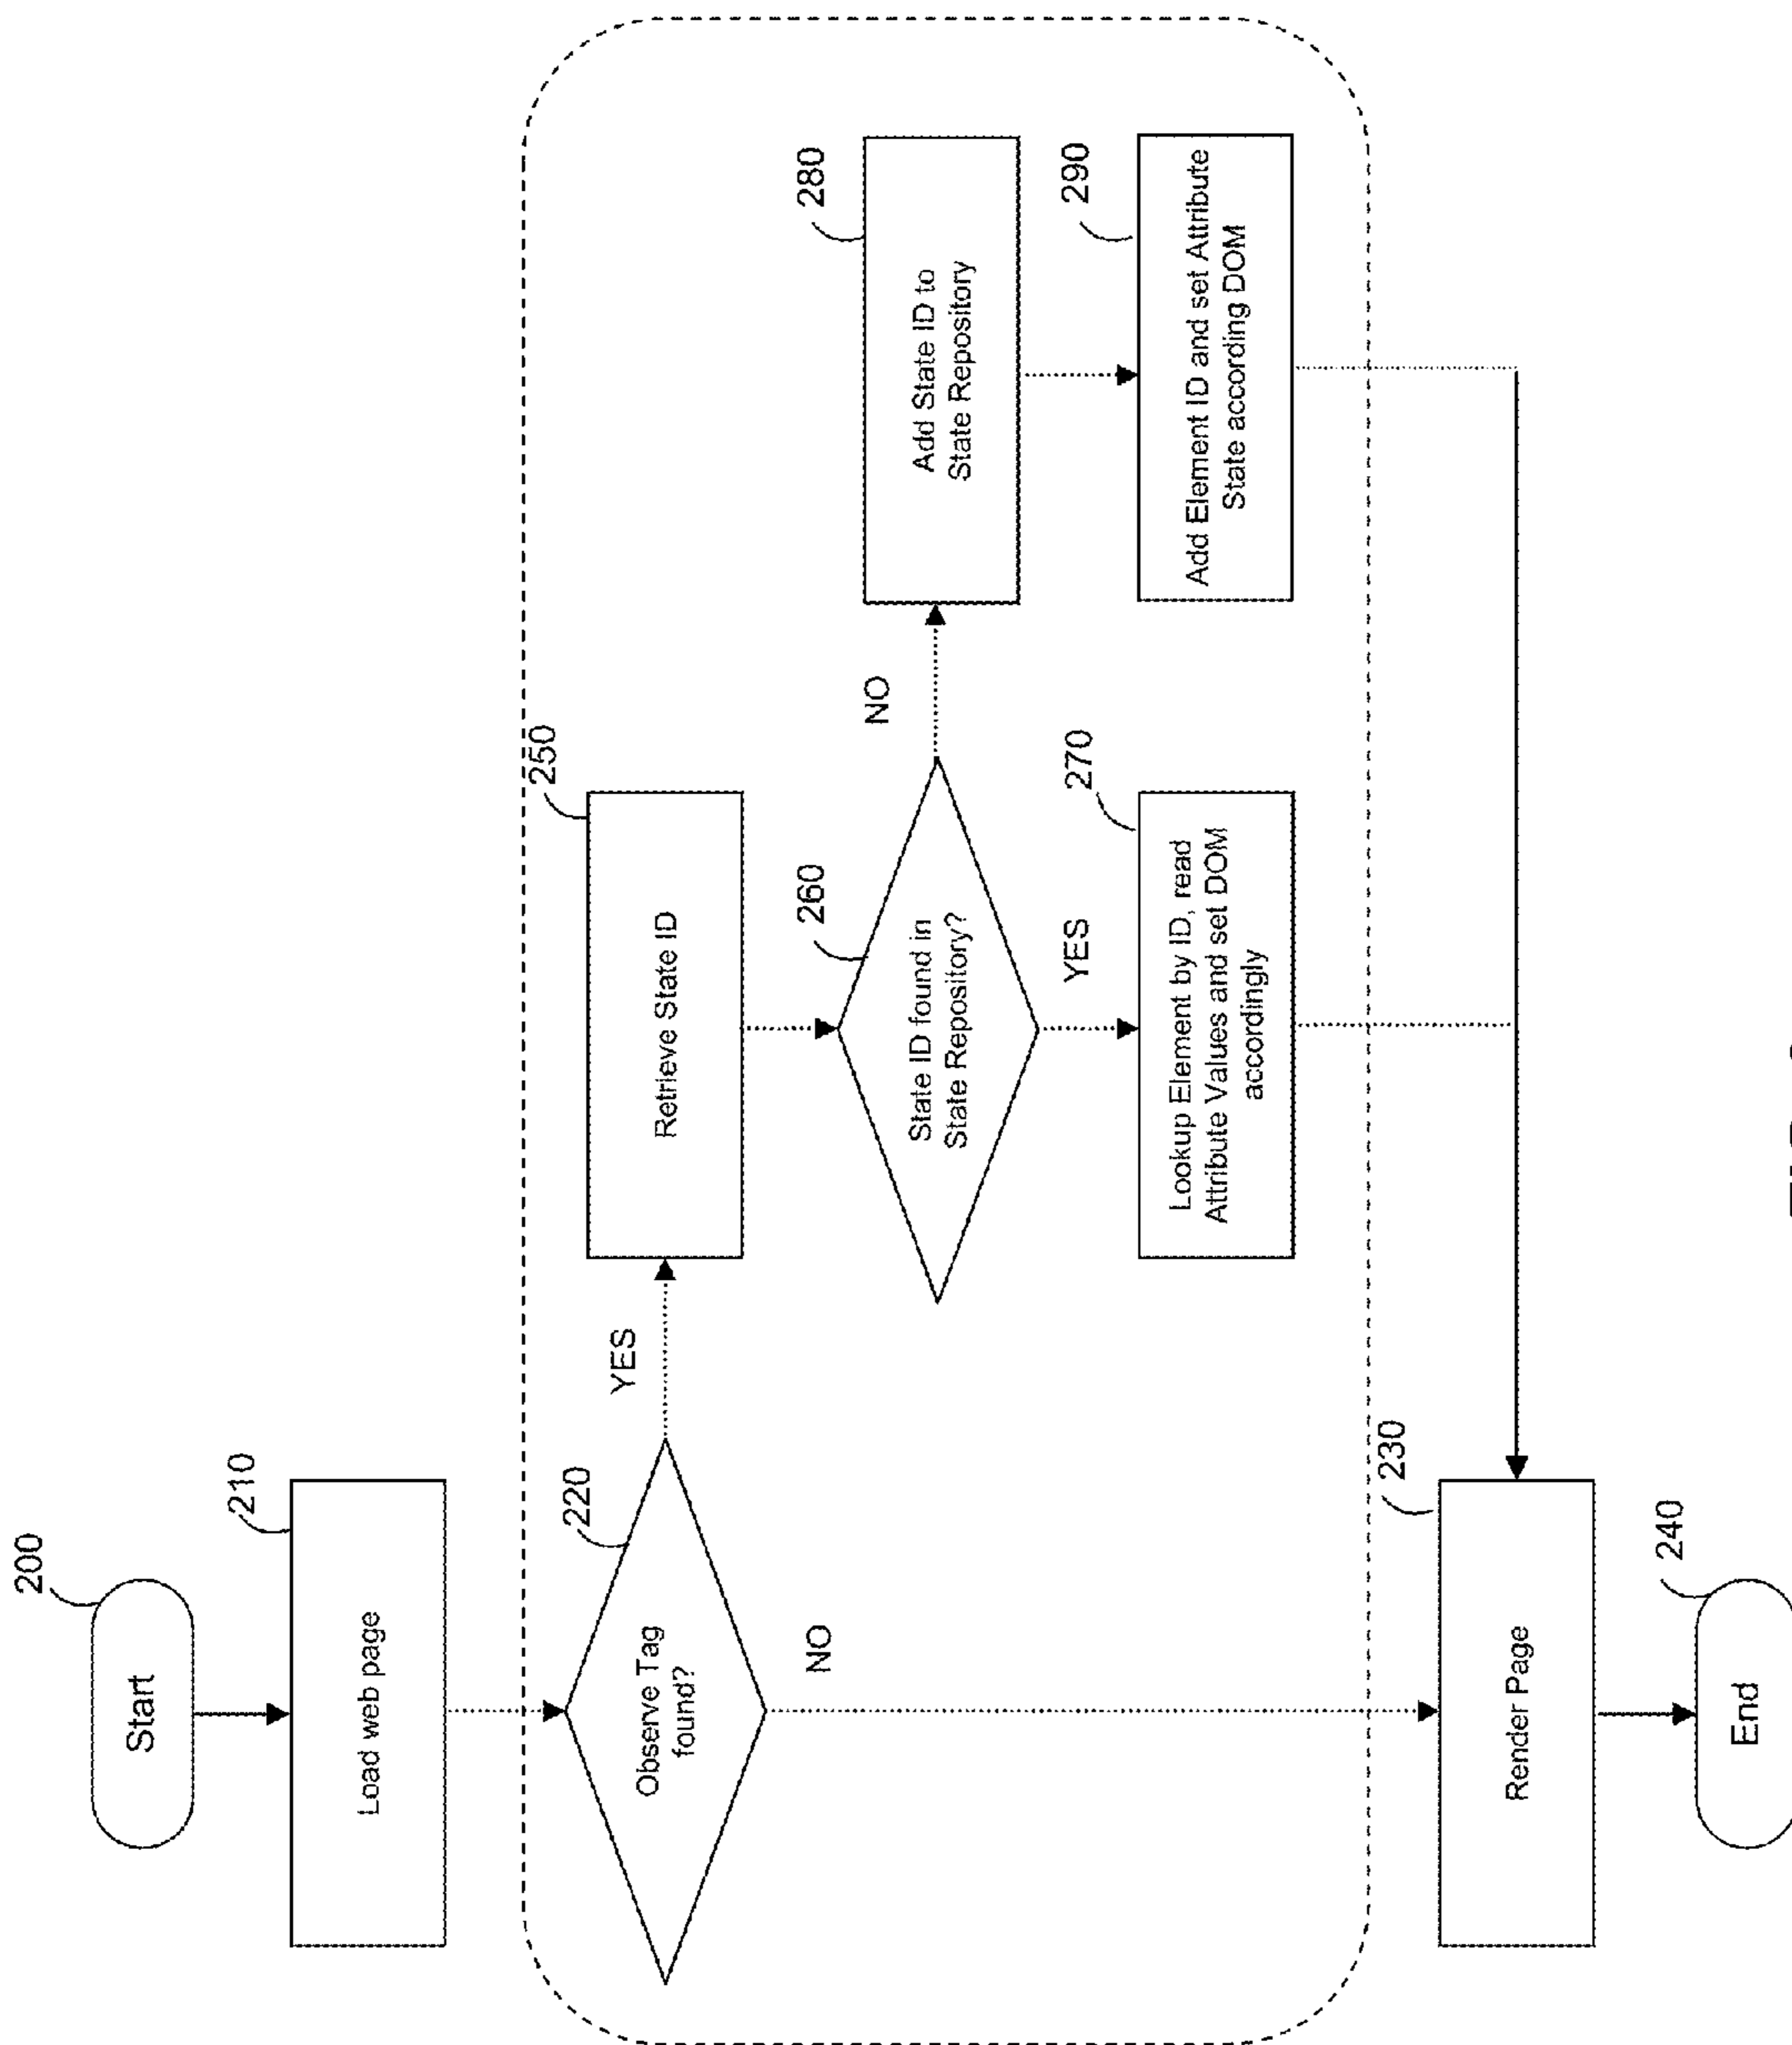 200
Start
210
Load web page
220
Observe Tag
found?
YES
NO
250
Retrieve State ID
260
State ID found in
State Repository?
NO
YES
280
Add State ID to
State Repository
270
Lookup Element by ID, read
Attribute Values and set DOM
accordingly
290
Add Element ID and set Attribute
State according DOM
230
Render Page
240
End